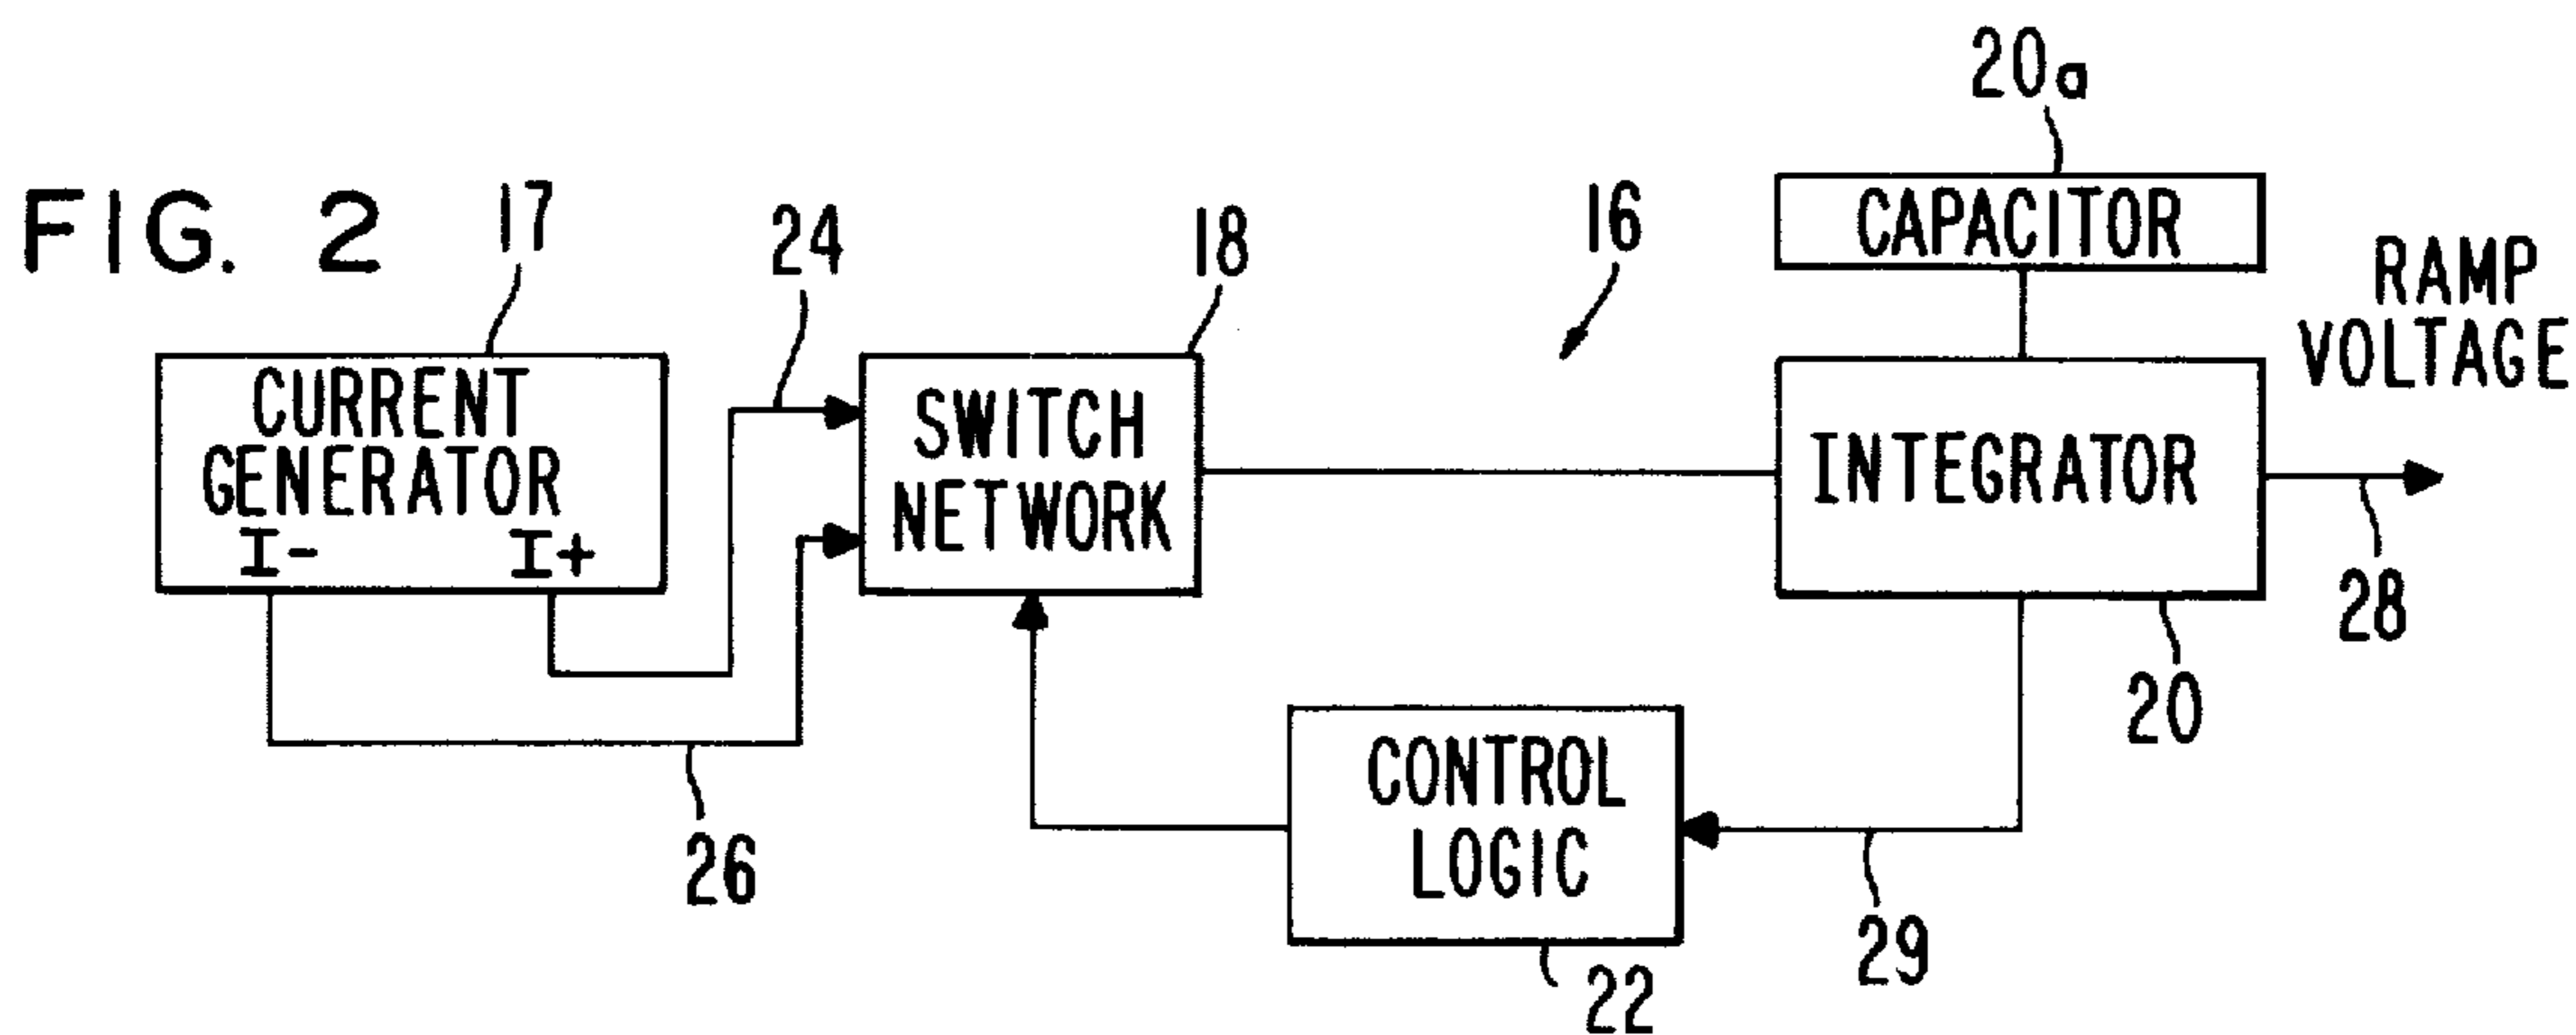 FIG. 2
17
24
18
16
20a
CAPACITOR
RAMP
VOLTAGE
CURRENT
GENERATOR
I- I+
SWITCH
NETWORK
INTEGRATOR
28
20
26
CONTROL
LOGIC
29
22